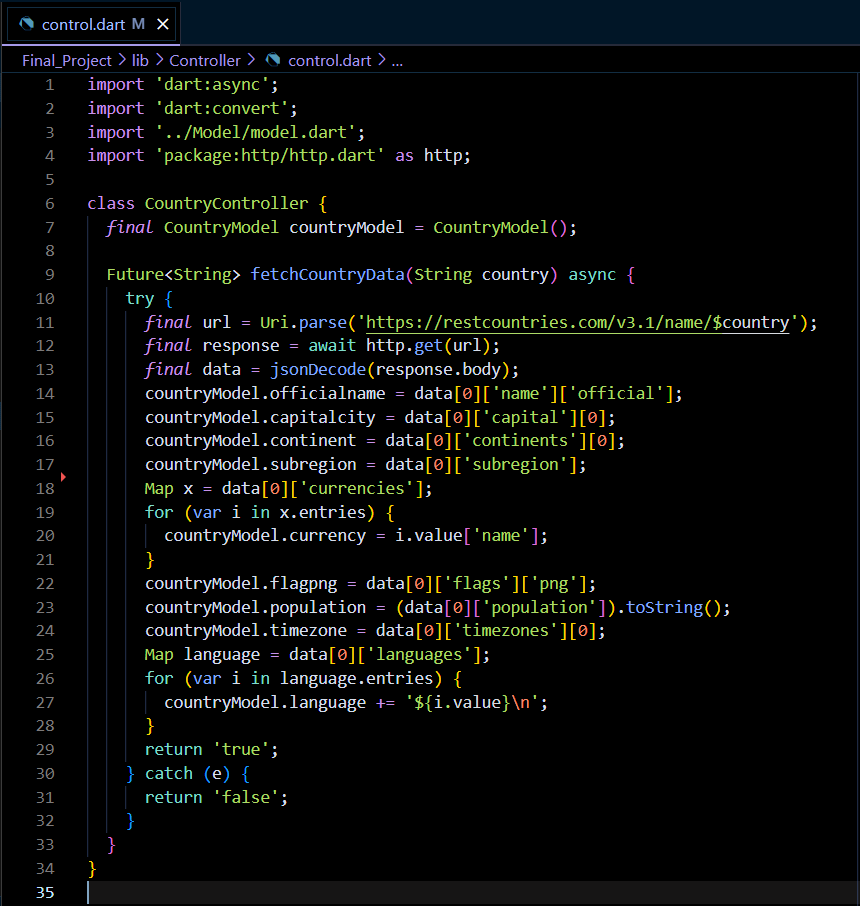 control.dart M ×
Final_Project > lib > Controller > control.dart > ...
1 import 'dart:async';
2 import 'dart:convert';
3 import '../Model/model.dart';
4 import 'package:http/http.dart' as http;
5
6 class CountryController {
7   final CountryModel countryModel = CountryModel();
8
9   Future<String> fetchCountryData(String country) async {
10     try {
11       final url = Uri.parse('https://restcountries.com/v3.1/name/$country');
12       final response = await http.get(url);
13       final data = jsonDecode(response.body);
14       countryModel.officialname = data[0]['name']['official'];
15       countryModel.capitalcity = data[0]['capital'][0];
16       countryModel.continent = data[0]['continents'][0];
17       countryModel.subregion = data[0]['subregion'];
18       Map x = data[0]['currencies'];
19       for (var i in x.entries) {
20         countryModel.currency = i.value['name'];
21       }
22       countryModel.flagpng = data[0]['flags']['png'];
23       countryModel.population = (data[0]['population']).toString();
24       countryModel.timezone = data[0]['timezones'][0];
25       Map language = data[0]['languages'];
26       for (var i in language.entries) {
27         countryModel.language += '${i.value}\n';
28       }
29       return 'true';
30     } catch (e) {
31       return 'false';
32     }
33   }
34 }
35